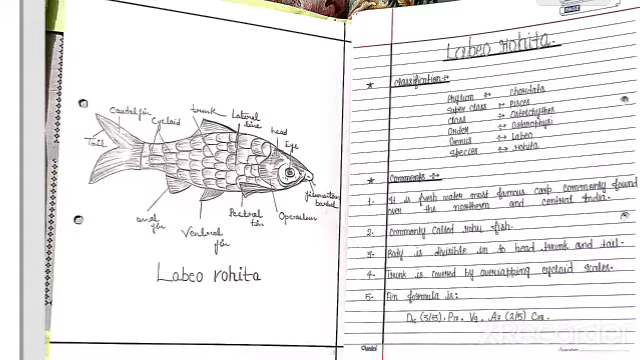 Caudal fin
Cycloid
trunk
Lateral
line
head
Eye
Tail
filamentous
barbel
anal
fin
Ventral
fin
Pectoral
fin
Operculum
Labeo rohita
Labeo rohita.
★ Classification :-
Phylum :- Chordata
Super class :- Pisces
Class :- Osteichthyes
Order :- Ostariophysi
Genus :- Labeo
Species :- rohita
★ Comments :-
1. It is fresh water most famous carp commonly found
over the northern and central India.
2. Commonly called rohu fish.
3. Body is divisible in to head trunk and tail.
4. Trunk is covered by overlapping cycloid scales.
5. Fin formula is:
XRecorder